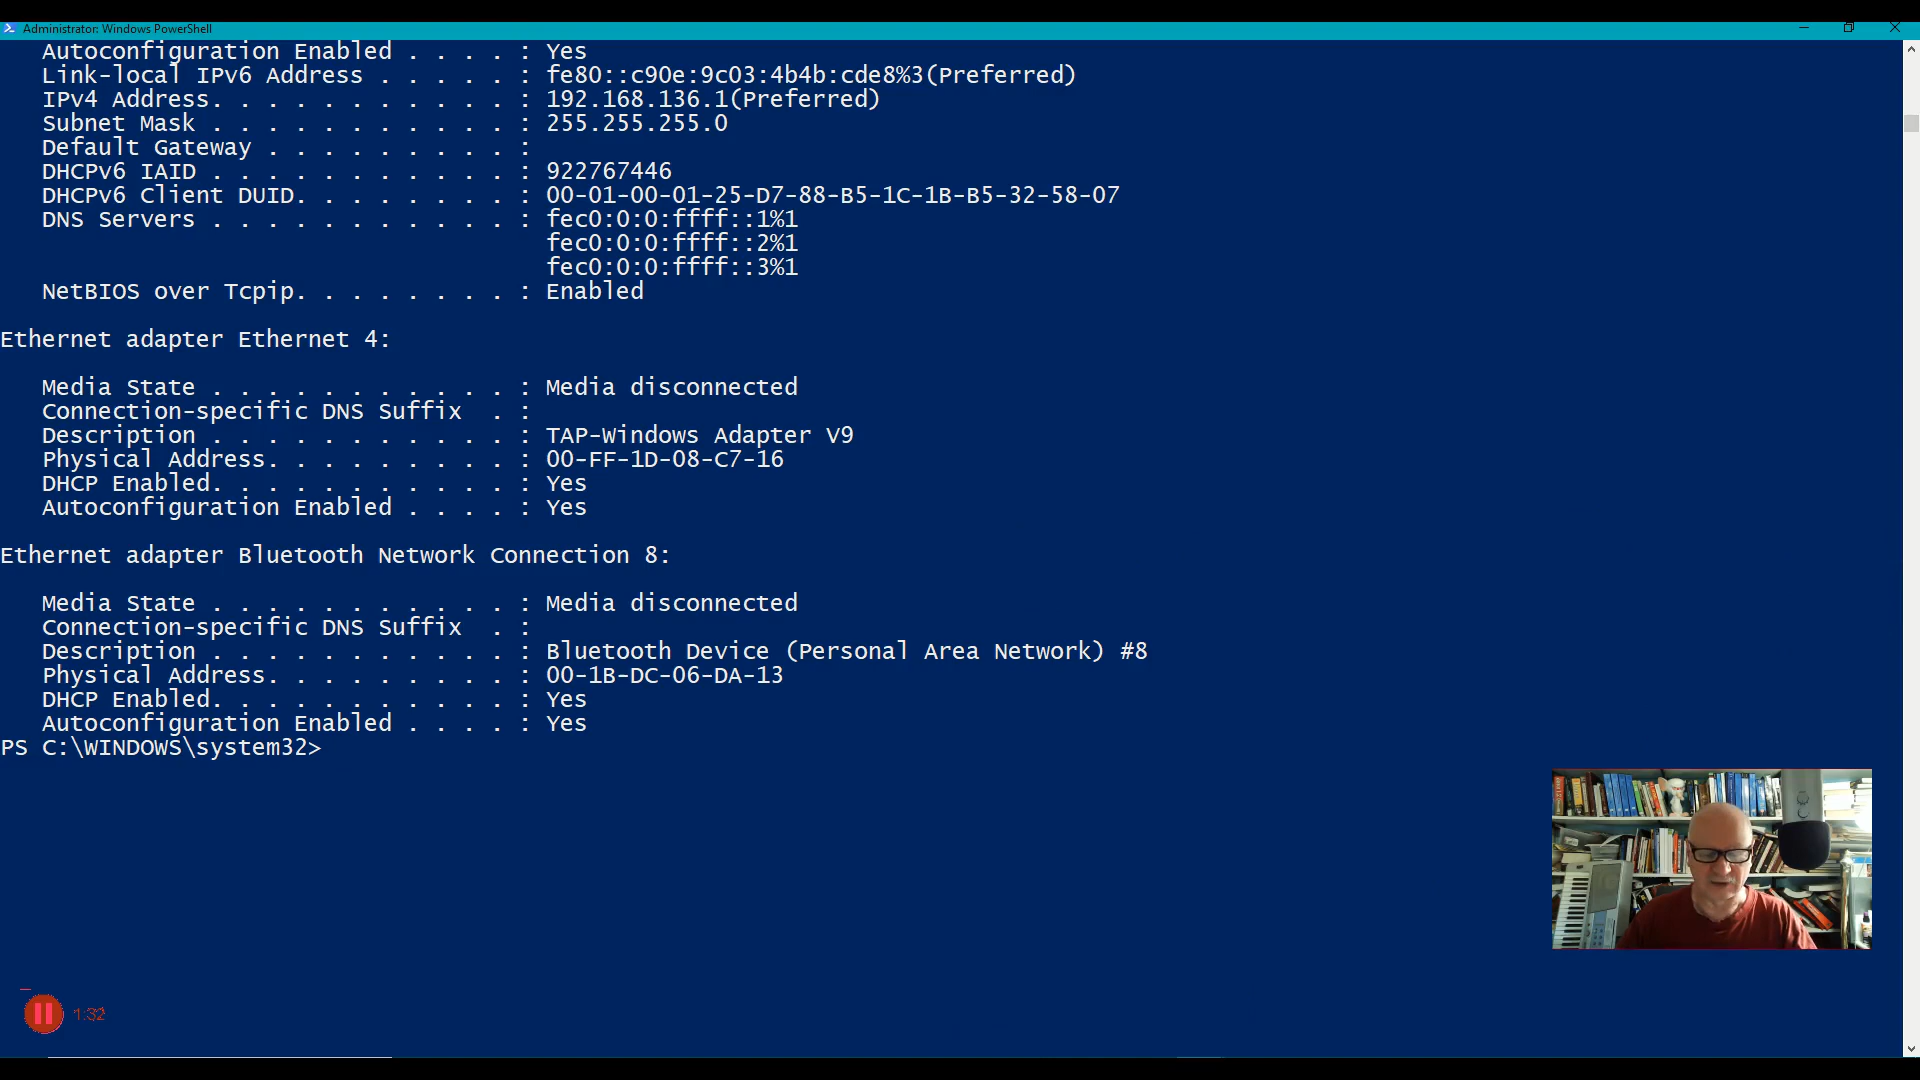 Administrator: Windows PowerShell
Autoconfiguration Enabled . . . . : Yes
Link-local IPv6 Address . . . . . : fe80::c90e:9c03:4b4b:cde8%3(Preferred)
IPv4 Address. . . . . . . . . . . : 192.168.136.1(Preferred)
Subnet Mask . . . . . . . . . . . : 255.255.255.0
Default Gateway . . . . . . . . . :
DHCPv6 IAID . . . . . . . . . . . : 922767446
DHCPv6 Client DUID. . . . . . . . : 00-01-00-01-25-D7-88-B5-1C-1B-B5-32-58-07
DNS Servers . . . . . . . . . . . : fec0:0:0:ffff::1%1
fec0:0:0:ffff::2%1
fec0:0:0:ffff::3%1
NetBIOS over Tcpip. . . . . . . . : Enabled
Ethernet adapter Ethernet 4:
Media State . . . . . . . . . . . : Media disconnected
Connection-specific DNS Suffix  . :
Description . . . . . . . . . . . : TAP-Windows Adapter V9
Physical Address. . . . . . . . . : 00-FF-1D-08-C7-16
DHCP Enabled. . . . . . . . . . . : Yes
Autoconfiguration Enabled . . . . : Yes
Ethernet adapter Bluetooth Network Connection 8:
Media State . . . . . . . . . . . : Media disconnected
Connection-specific DNS Suffix  . :
Description . . . . . . . . . . . : Bluetooth Device (Personal Area Network) #8
Physical Address. . . . . . . . . : 00-1B-DC-06-DA-13
DHCP Enabled. . . . . . . . . . . : Yes
Autoconfiguration Enabled . . . . : Yes
PS C:\WINDOWS\system32>
1:32